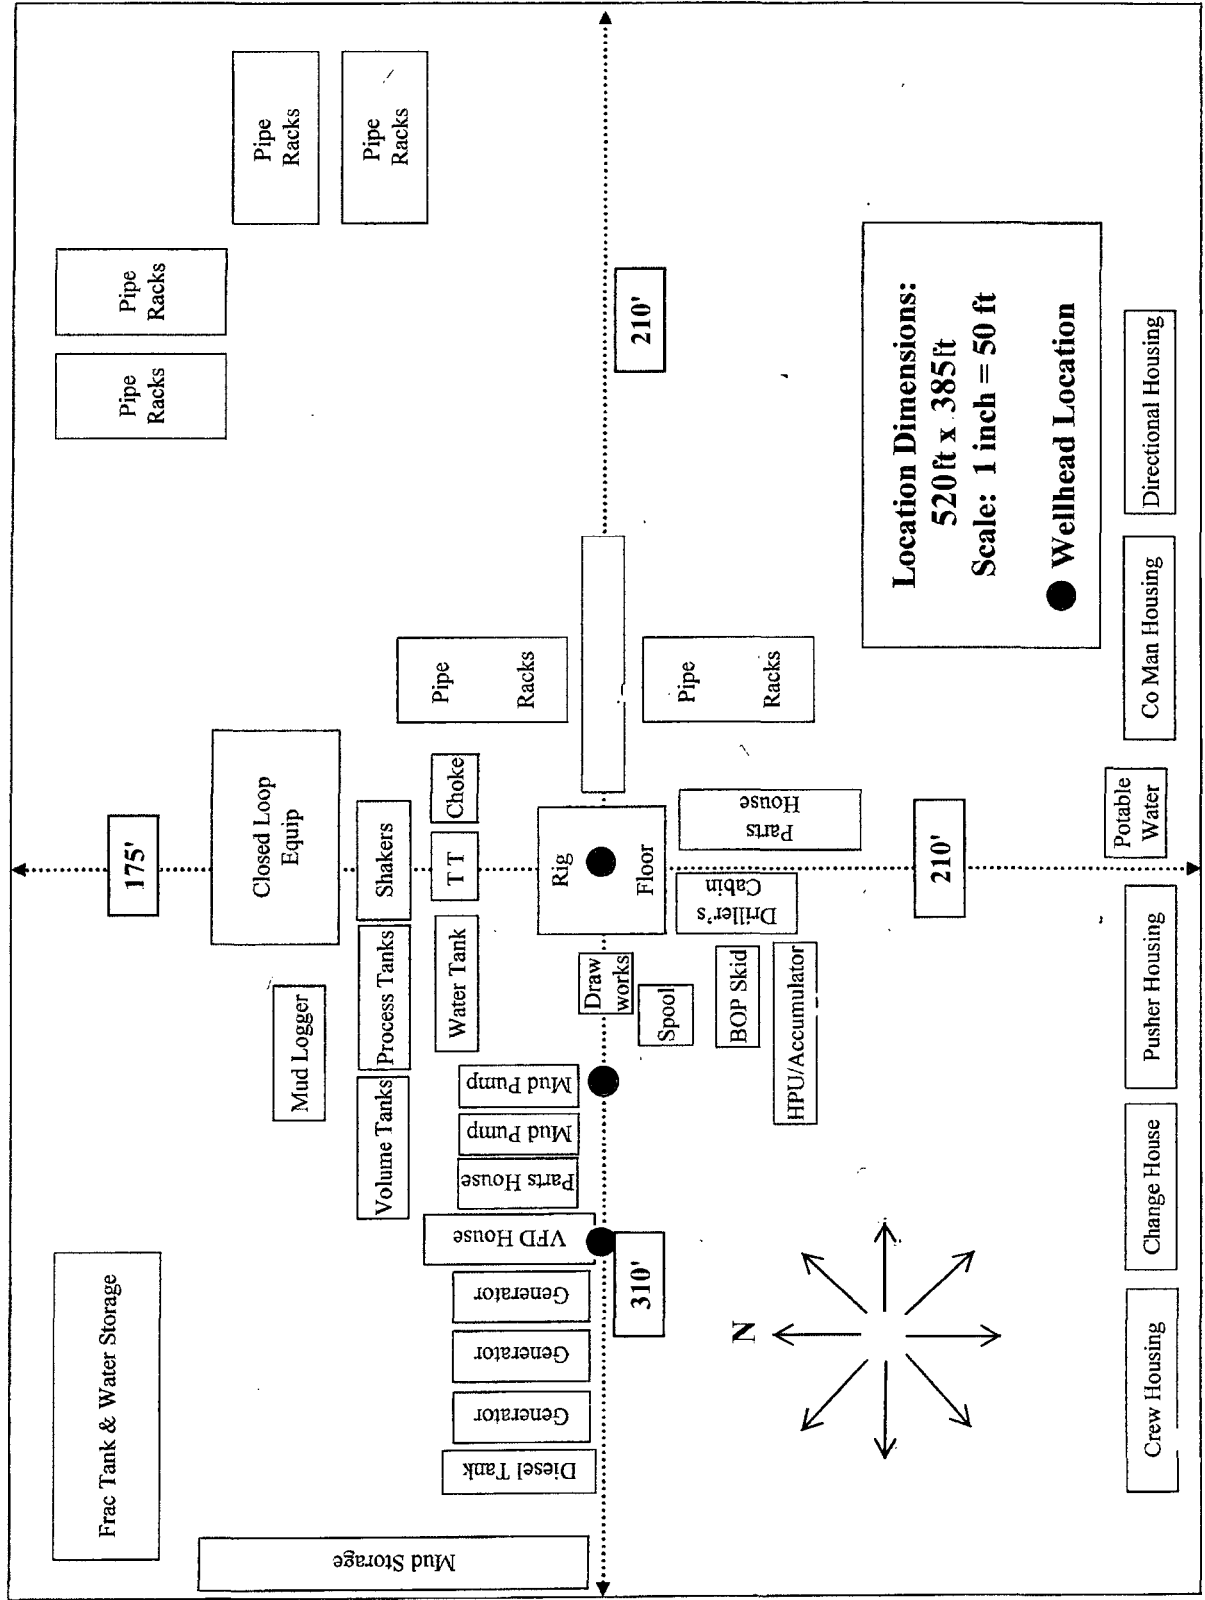 Frac Tank & Water Storage
Pipe
Racks
Pipe
Racks
Pipe
Racks
Pipe
Racks
175'
Closed Loop
Equip
Mud Logger
Volume Tanks
Process Tanks
Shakers
Mud Storage
Diesel Tank
Generator
Generator
Generator
VFD House
Parts House
Mud Pump
Mud Pump
Water Tank
T T
Choke
Pipe
Racks
Rig
Floor
Draw
works
310'
210'
Spool
BOP Skid
HPU/Accumulator
Driller's
Cabin
Parts
House
Pipe
Racks
N
210'
Location Dimensions:
520ft x 385ft
Scale: 1 inch = 50 ft
Wellhead Location
Crew Housing
Change House
Pusher Housing
Potable
Water
Co Man Housing
Directional Housing